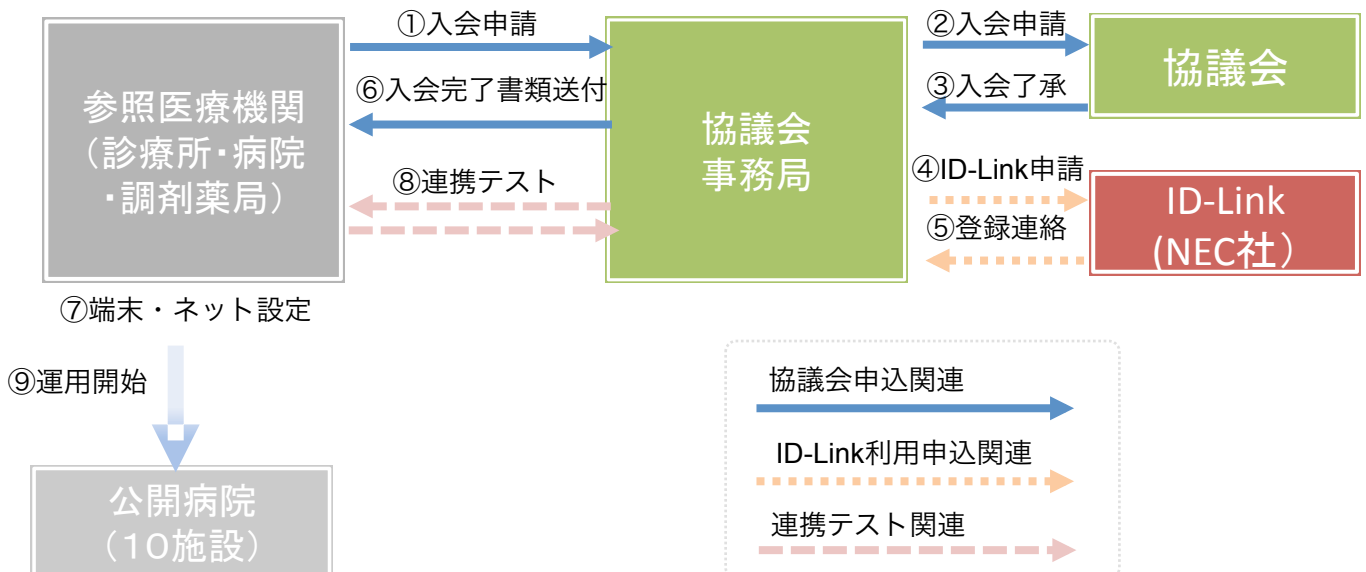 ①入会申請
②入会申請
協議会
参照医療機関
（診療所・病院
・調剤薬局）
⑥入会完了書類送付
③入会了承
協議会
事務局
⑧連携テスト
④ID-Link申請
ID-Link
(NEC社）
⑤登録連絡
⑦端末・ネット設定
⑨運用開始
協議会申込関連
ID-Link利用申込関連
公開病院
（10施設）
連携テスト関連